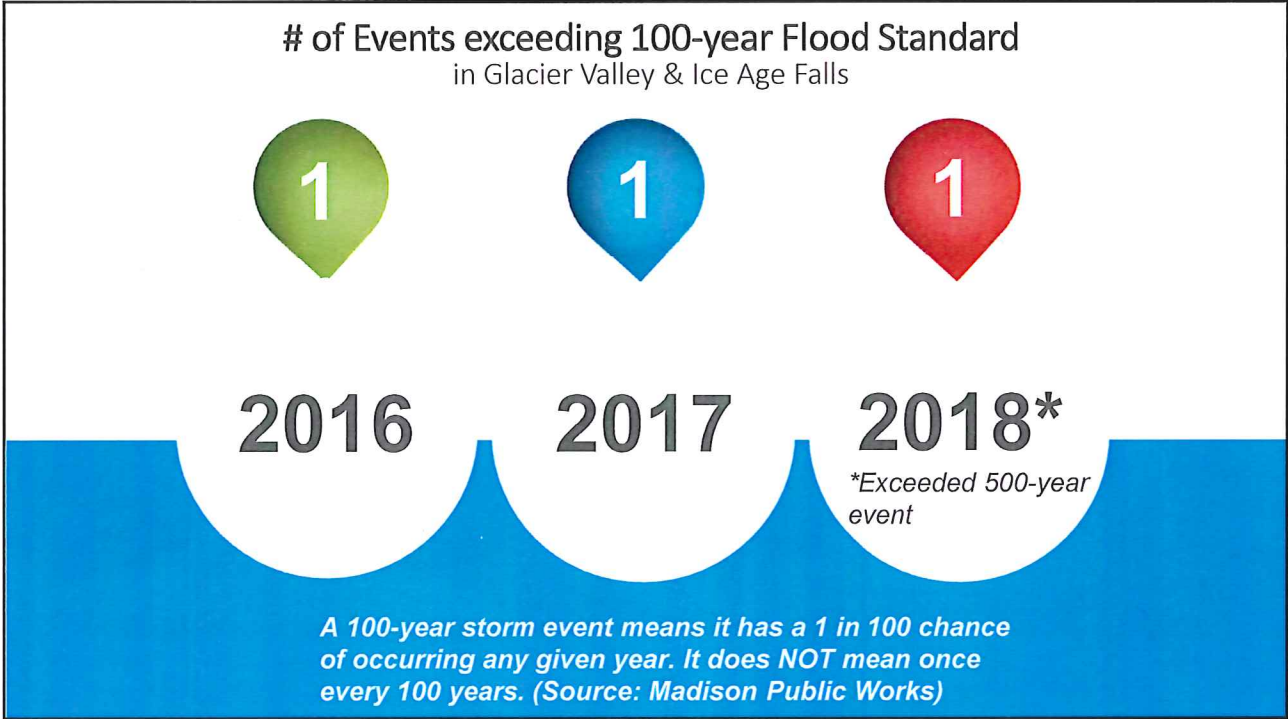 # of Events exceeding 100-year Flood Standard
in Glacier Valley & Ice Age Falls
1 1 1
2016 2017 2018*
*Exceeded 500-year
event
A 100-year storm event means it has a 1 in 100 chance
of occurring any given year. It does NOT mean once
every 100 years. (Source: Madison Public Works)